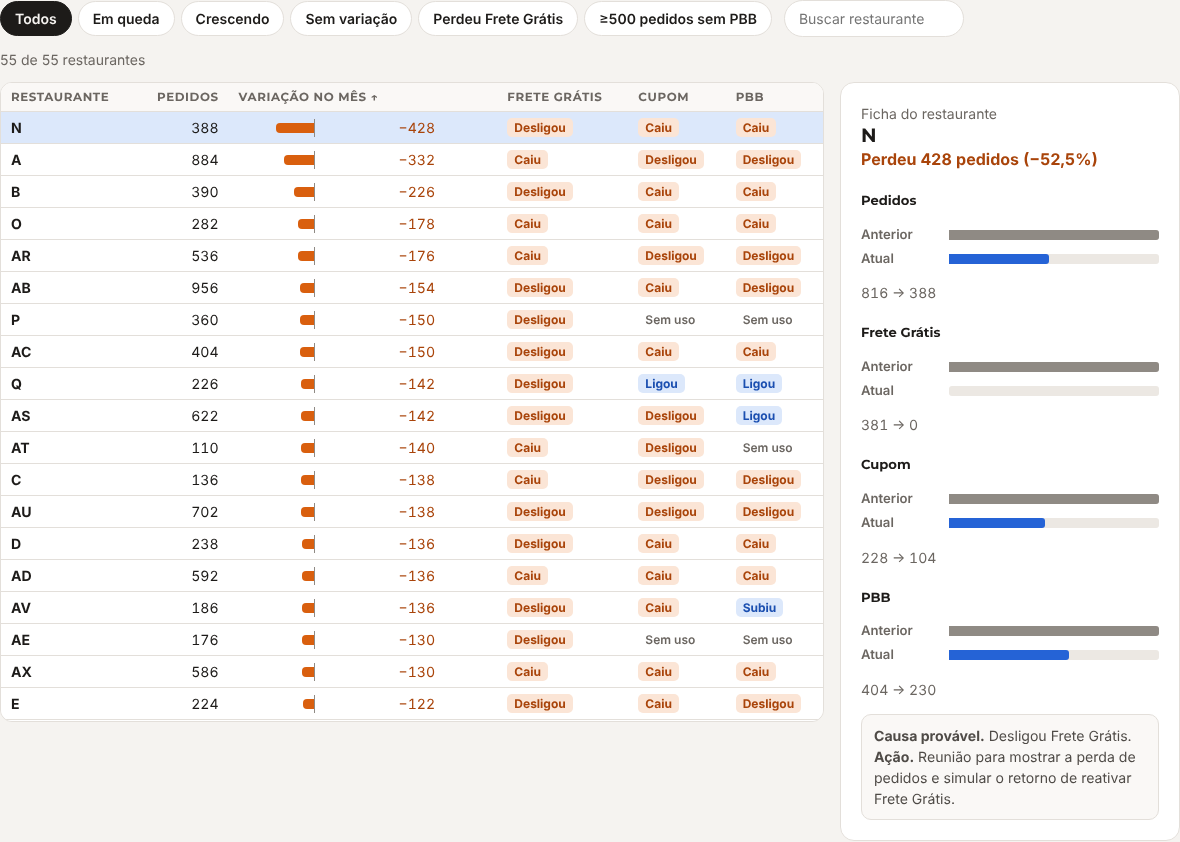 Todos Em queda Crescendo Sem variação Perdeu Frete Grátis ≥500 pedidos sem PBB Buscar restaurante
55 de 55 restaurantes
RESTAURANTE PEDIDOS VARIAÇÃO NO MÊS ↑ FRETE GRÁTIS CUPOM PBB
N 388 −428 Desligou Caiu Caiu
A 884 −332 Caiu Desligou Desligou
B 390 −226 Desligou Caiu Caiu
O 282 −178 Caiu Caiu Caiu
AR 536 −176 Caiu Desligou Desligou
AB 956 −154 Desligou Caiu Desligou
P 360 −150 Desligou Sem uso Sem uso
AC 404 −150 Desligou Caiu Caiu
Q 226 −142 Desligou Ligou Ligou
AS 622 −142 Desligou Desligou Ligou
AT 110 −140 Caiu Desligou Sem uso
C 136 −138 Caiu Desligou Desligou
AU 702 −138 Desligou Desligou Desligou
D 238 −136 Desligou Caiu Caiu
AD 592 −136 Caiu Caiu Caiu
AV 186 −136 Desligou Caiu Subiu
AE 176 −130 Desligou Sem uso Sem uso
AX 586 −130 Caiu Caiu Caiu
E 224 −122 Desligou Caiu Desligou
Ficha do restaurante
N
Perdeu 428 pedidos (−52,5%)
Pedidos
Anterior
Atual
816 → 388
Frete Grátis
Anterior
Atual
381 → 0
Cupom
Anterior
Atual
228 → 104
PBB
Anterior
Atual
404 → 230
Causa provável. Desligou Frete Grátis.
Ação. Reunião para mostrar a perda de
pedidos e simular o retorno de reativar
Frete Grátis.